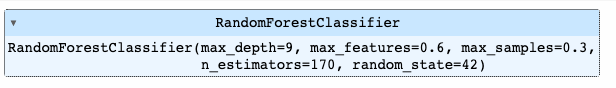 RandomForestClassifier
RandomForestClassifier(max_depth=9, max_features=0.6, max_samples=0.3,
n_estimators=170, random_state=42)